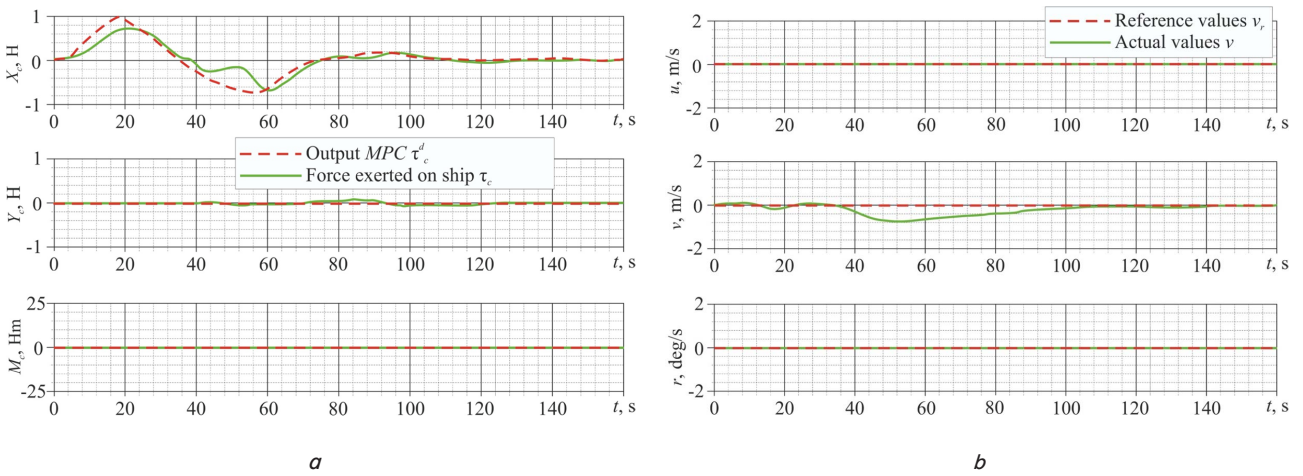 1
0
-1
X_c, H
0 20 40 60 80 100 120 140 t, s
Output MPC τ_c^d
Force exerted on ship τ_c
1
0
-1
Y_c, H
0 20 40 60 80 100 120 140 t, s
25
0
-25
M_c, Hm
0 20 40 60 80 100 120 140 t, s
a
Reference values v_r
Actual values v
2
0
-2
u, m/s
0 20 40 60 80 100 120 140 t, s
2
0
-2
v, m/s
0 20 40 60 80 100 120 140 t, s
2
0
-2
r, deg/s
0 20 40 60 80 100 120 140 t, s
b